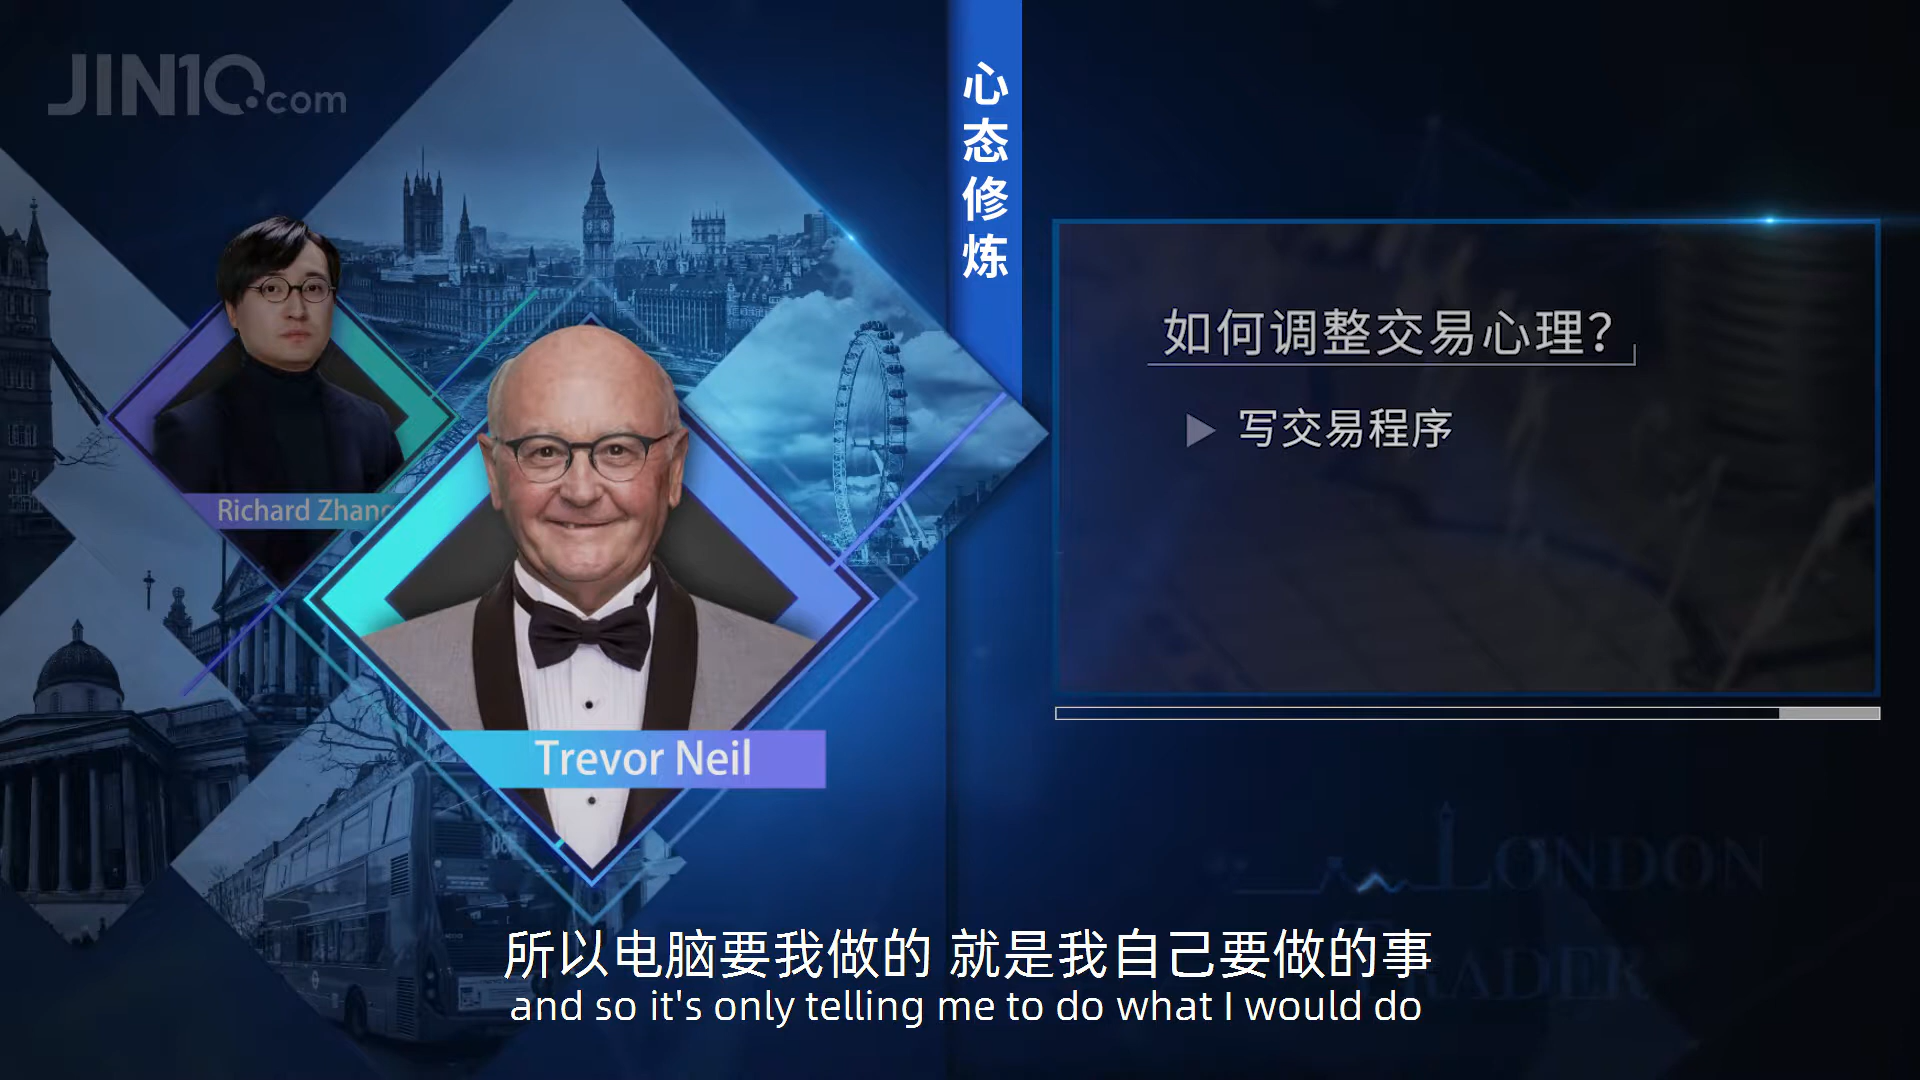 JIN10.com
心态修炼
如何调整交易心理?
写交易程序
Richard Zhang
Trevor Neil
LONDON
TRADER
所以电脑要我做的 就是我自己要做的事
and so it's only telling me to do what I would do